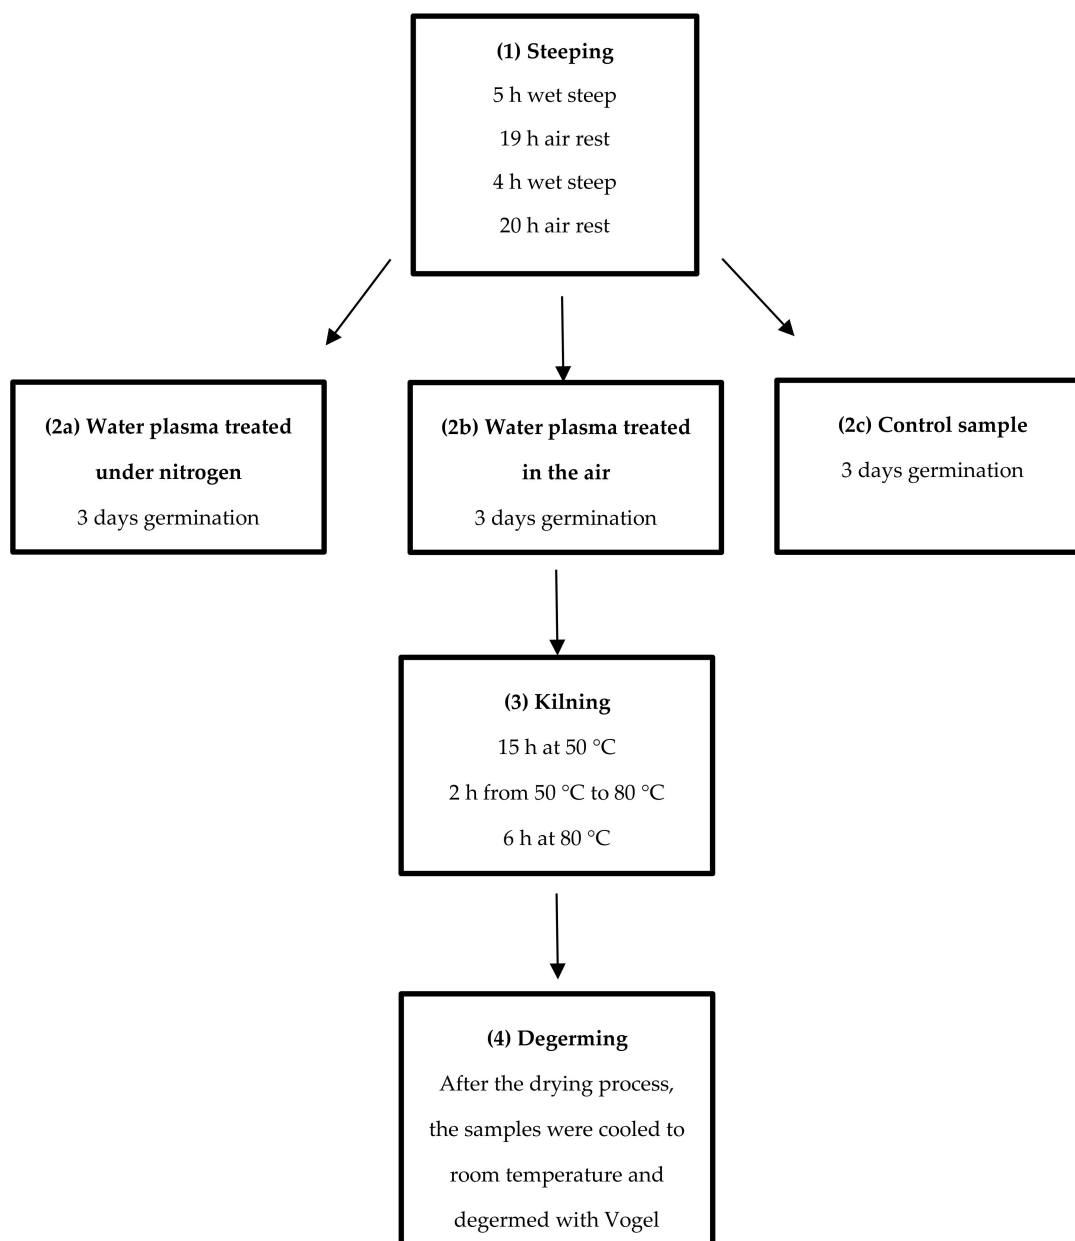 (1) Steeping
5 h wet steep
19 h air rest
4 h wet steep
20 h air rest
(2a) Water plasma treated
under nitrogen
3 days germination
(2b) Water plasma treated
in the air
3 days germination
(2c) Control sample
3 days germination
(3) Kilning
15 h at 50 °C
2 h from 50 °C to 80 °C
6 h at 80 °C
(4) Degerming
After the drying process,
the samples were cooled to
room temperature and
degermed with Vogel